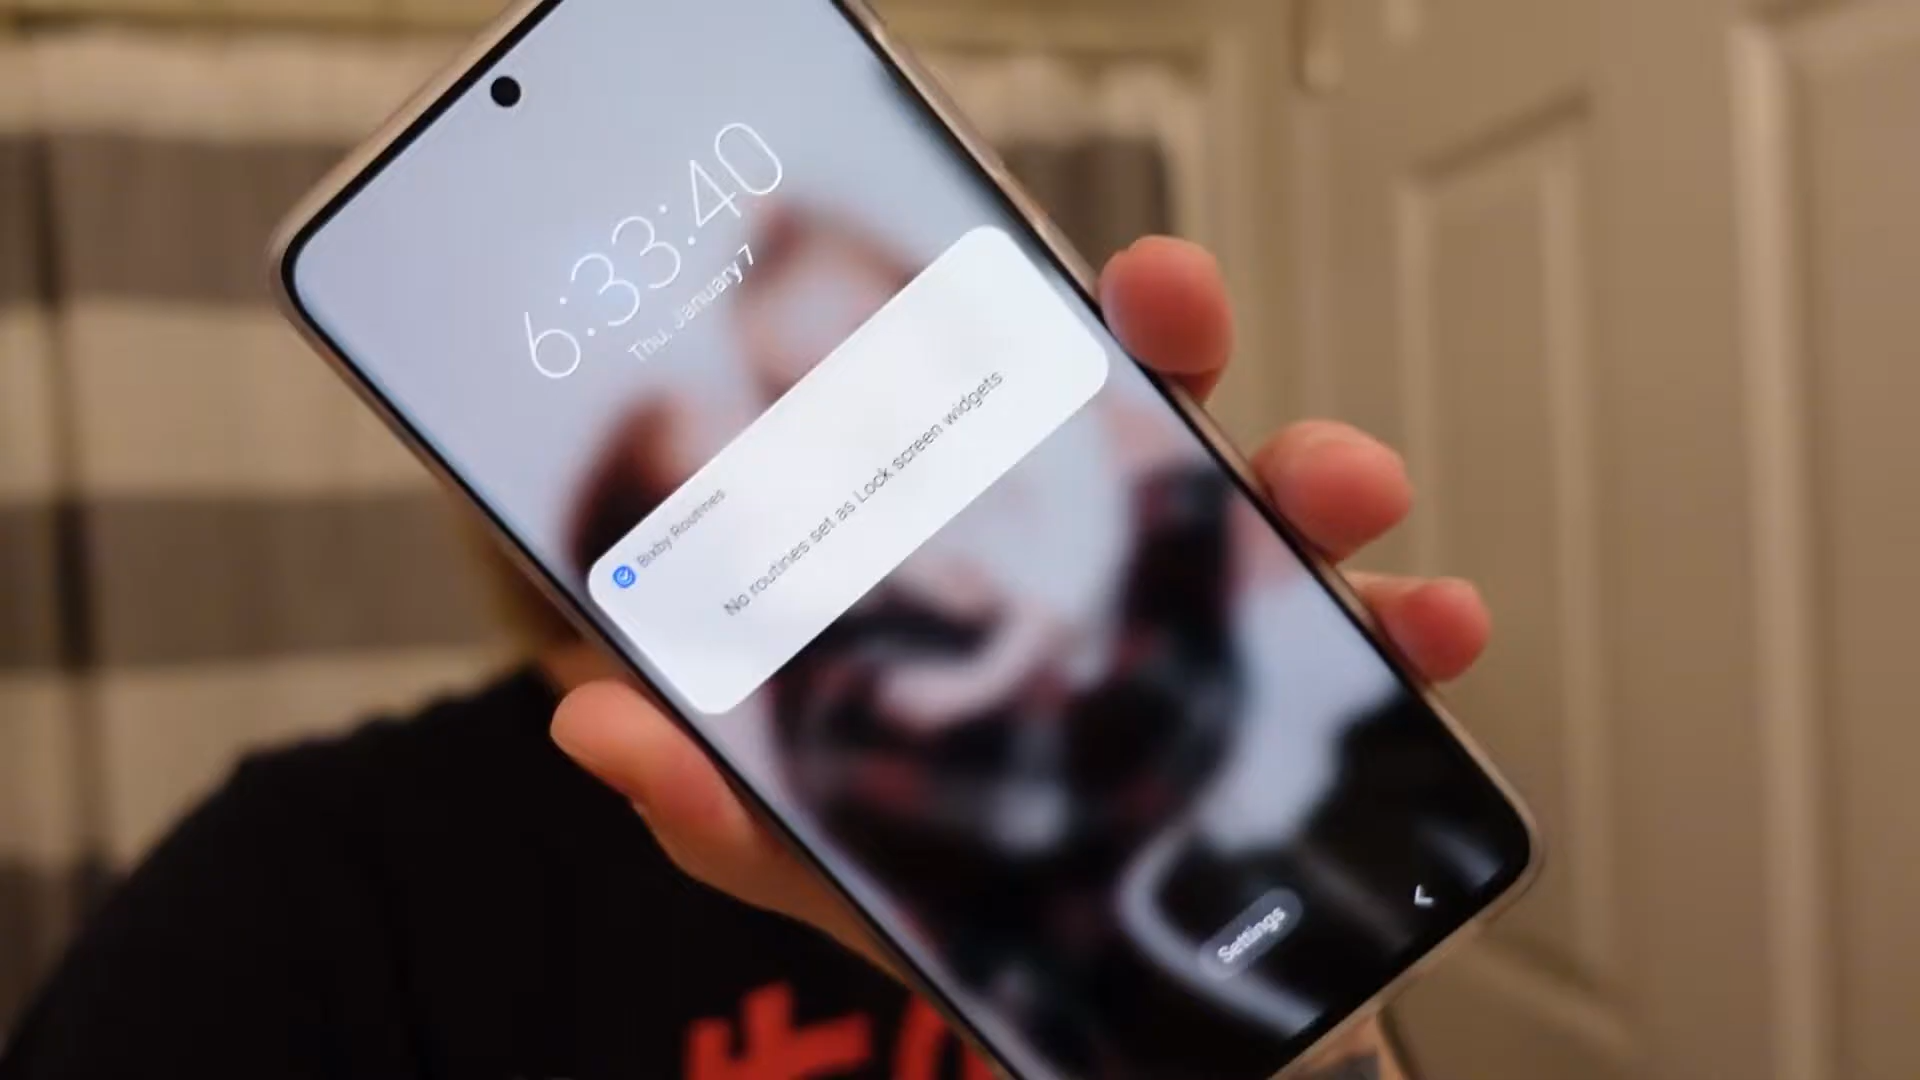 6:33:40
Thu, January 7
Bixby Routines
No routines set as Lock screen widgets
Settings